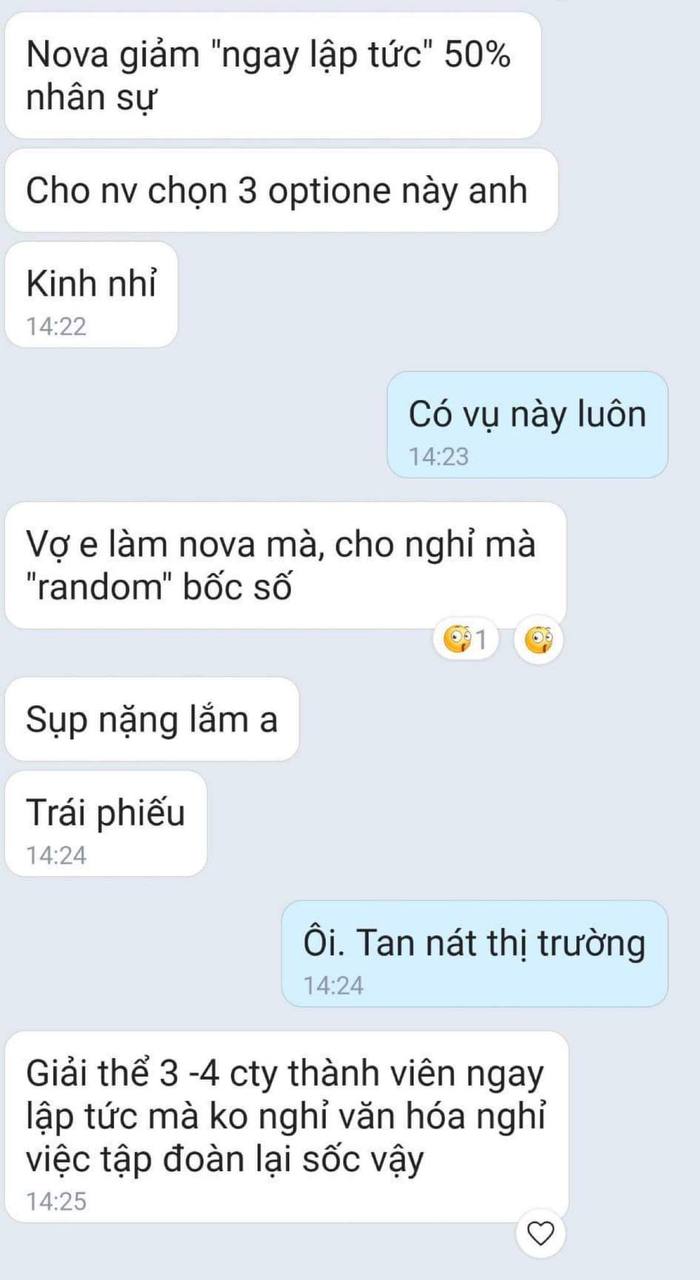 Nova giảm "ngay lập tức" 50%
nhân sự
Cho nv chọn 3 optione này anh
Kinh nhỉ
14:22
Có vụ này luôn
14:23
Vợ e làm nova mà, cho nghỉ mà
"random" bốc số
1
Sụp nặng lắm a
Trái phiếu
14:24
Ôi. Tan nát thị trường
14:24
Giải thể 3 -4 cty thành viên ngay
lập tức mà ko nghỉ văn hóa nghỉ
việc tập đoàn lại sốc vậy
14:25